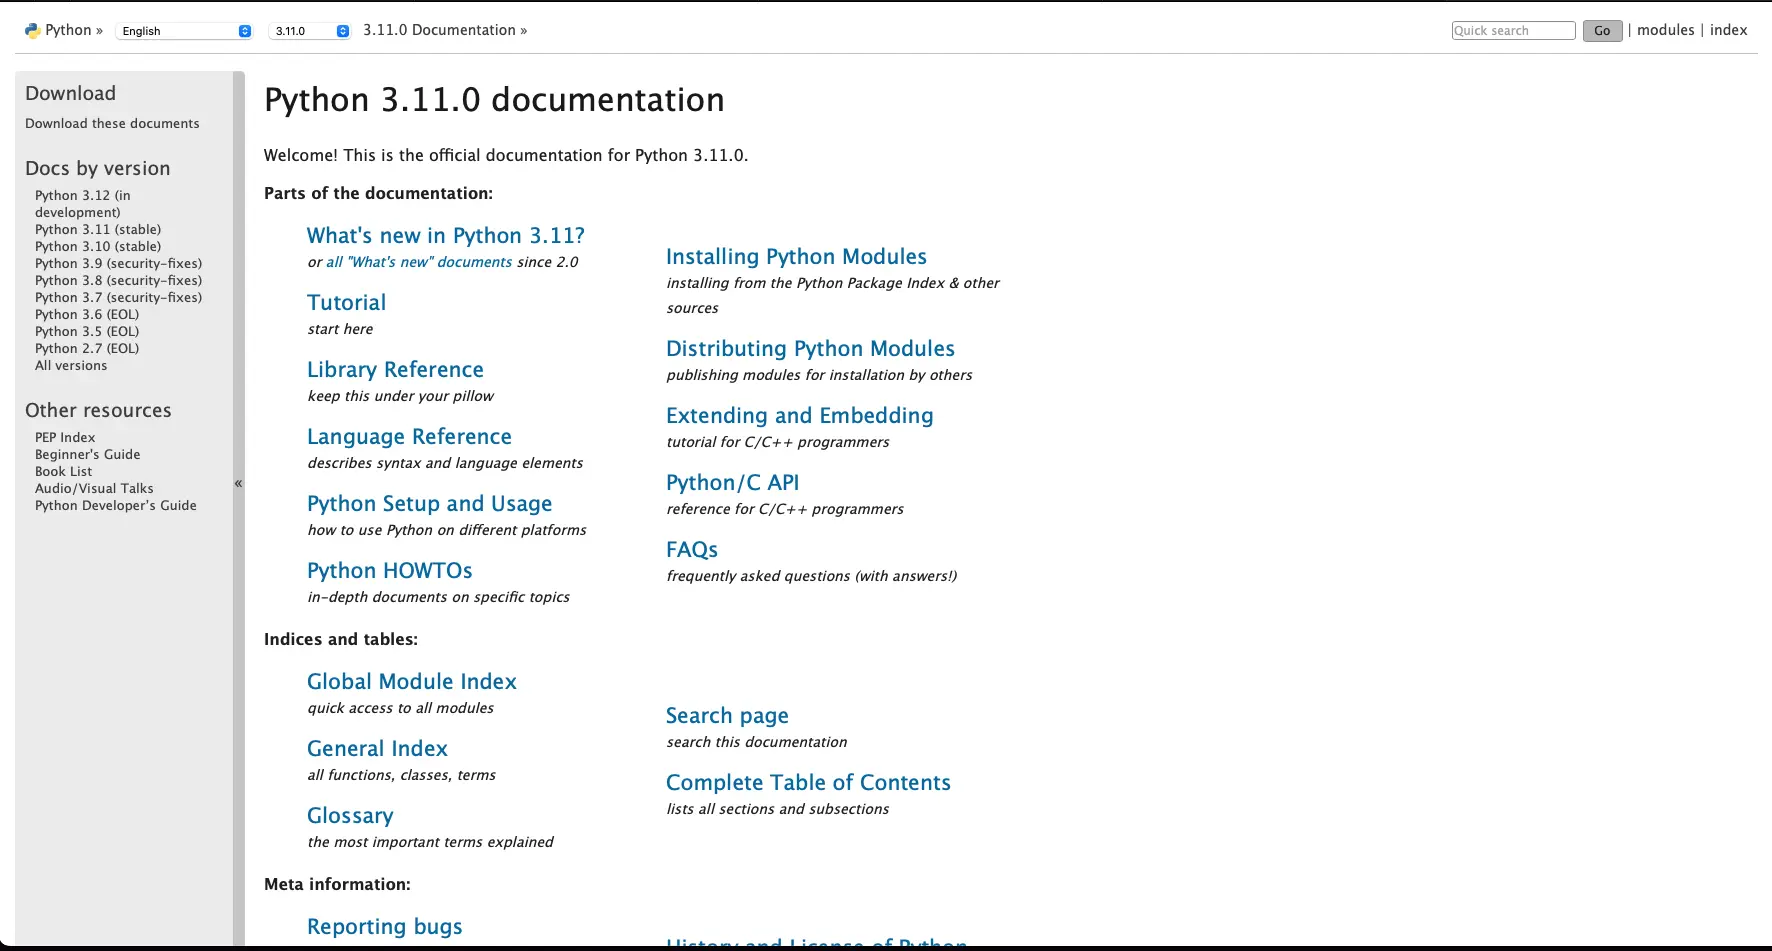 Python »
English
3.11.0
3.11.0 Documentation »
Quick search
Go
| modules | index
Download
Download these documents
Docs by version
Python 3.12 (in
development)
Python 3.11 (stable)
Python 3.10 (stable)
Python 3.9 (security-fixes)
Python 3.8 (security-fixes)
Python 3.7 (security-fixes)
Python 3.6 (EOL)
Python 3.5 (EOL)
Python 2.7 (EOL)
All versions
Other resources
PEP Index
Beginner's Guide
Book List
Audio/Visual Talks
Python Developer's Guide
«
Python 3.11.0 documentation
Welcome! This is the official documentation for Python 3.11.0.
Parts of the documentation:
What's new in Python 3.11?
or all "What's new" documents since 2.0
Tutorial
start here
Library Reference
keep this under your pillow
Language Reference
describes syntax and language elements
Python Setup and Usage
how to use Python on different platforms
Python HOWTOs
in-depth documents on specific topics
Installing Python Modules
installing from the Python Package Index & other
sources
Distributing Python Modules
publishing modules for installation by others
Extending and Embedding
tutorial for C/C++ programmers
Python/C API
reference for C/C++ programmers
FAQs
frequently asked questions (with answers!)
Indices and tables:
Global Module Index
quick access to all modules
General Index
all functions, classes, terms
Glossary
the most important terms explained
Search page
search this documentation
Complete Table of Contents
lists all sections and subsections
Meta information:
Reporting bugs
History and License of Python